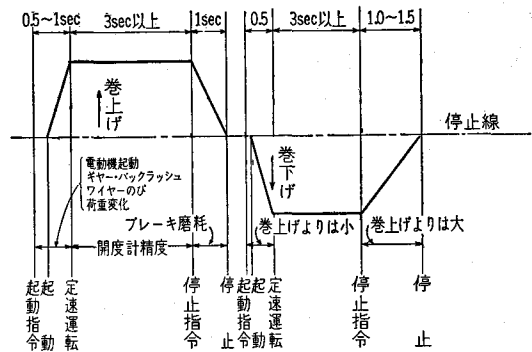 0.5～1sec
3sec以上
1sec
0.5
3sec以上
1.0～1.5
巻上げ
停止線
巻下げ
電動機起動
ギヤー・バックラッシュ
ワイヤーのび
荷重変化
ブレーキ磨耗
巻上げよりは小
巻上げよりは大
開度計精度
起動指令
起動
定速運転
停止指令
停止
起動指令
起動
定速運転
停止指令
停止